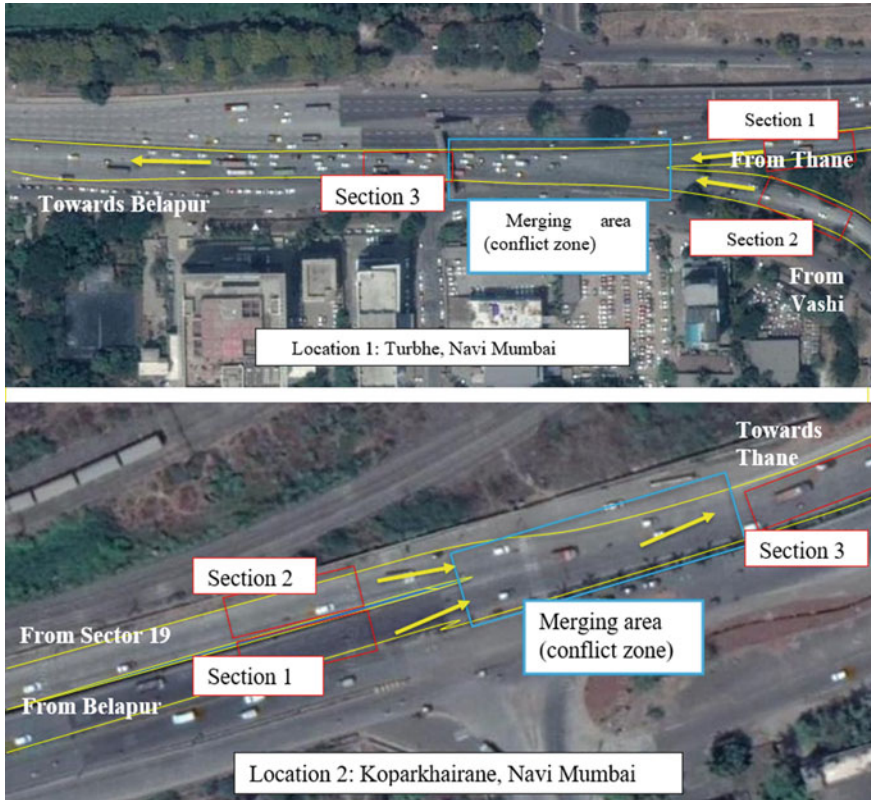 Section 1
From Thane
Section 3
Towards Belapur
Merging area
(conflict zone)
Section 2
From
Vashi
Location 1: Turbhe, Navi Mumbai
Towards
Thane
Section 2
Section 3
Merging area
(conflict zone)
From Sector 19
Section 1
From Belapur
Location 2: Koparkhairane, Navi Mumbai